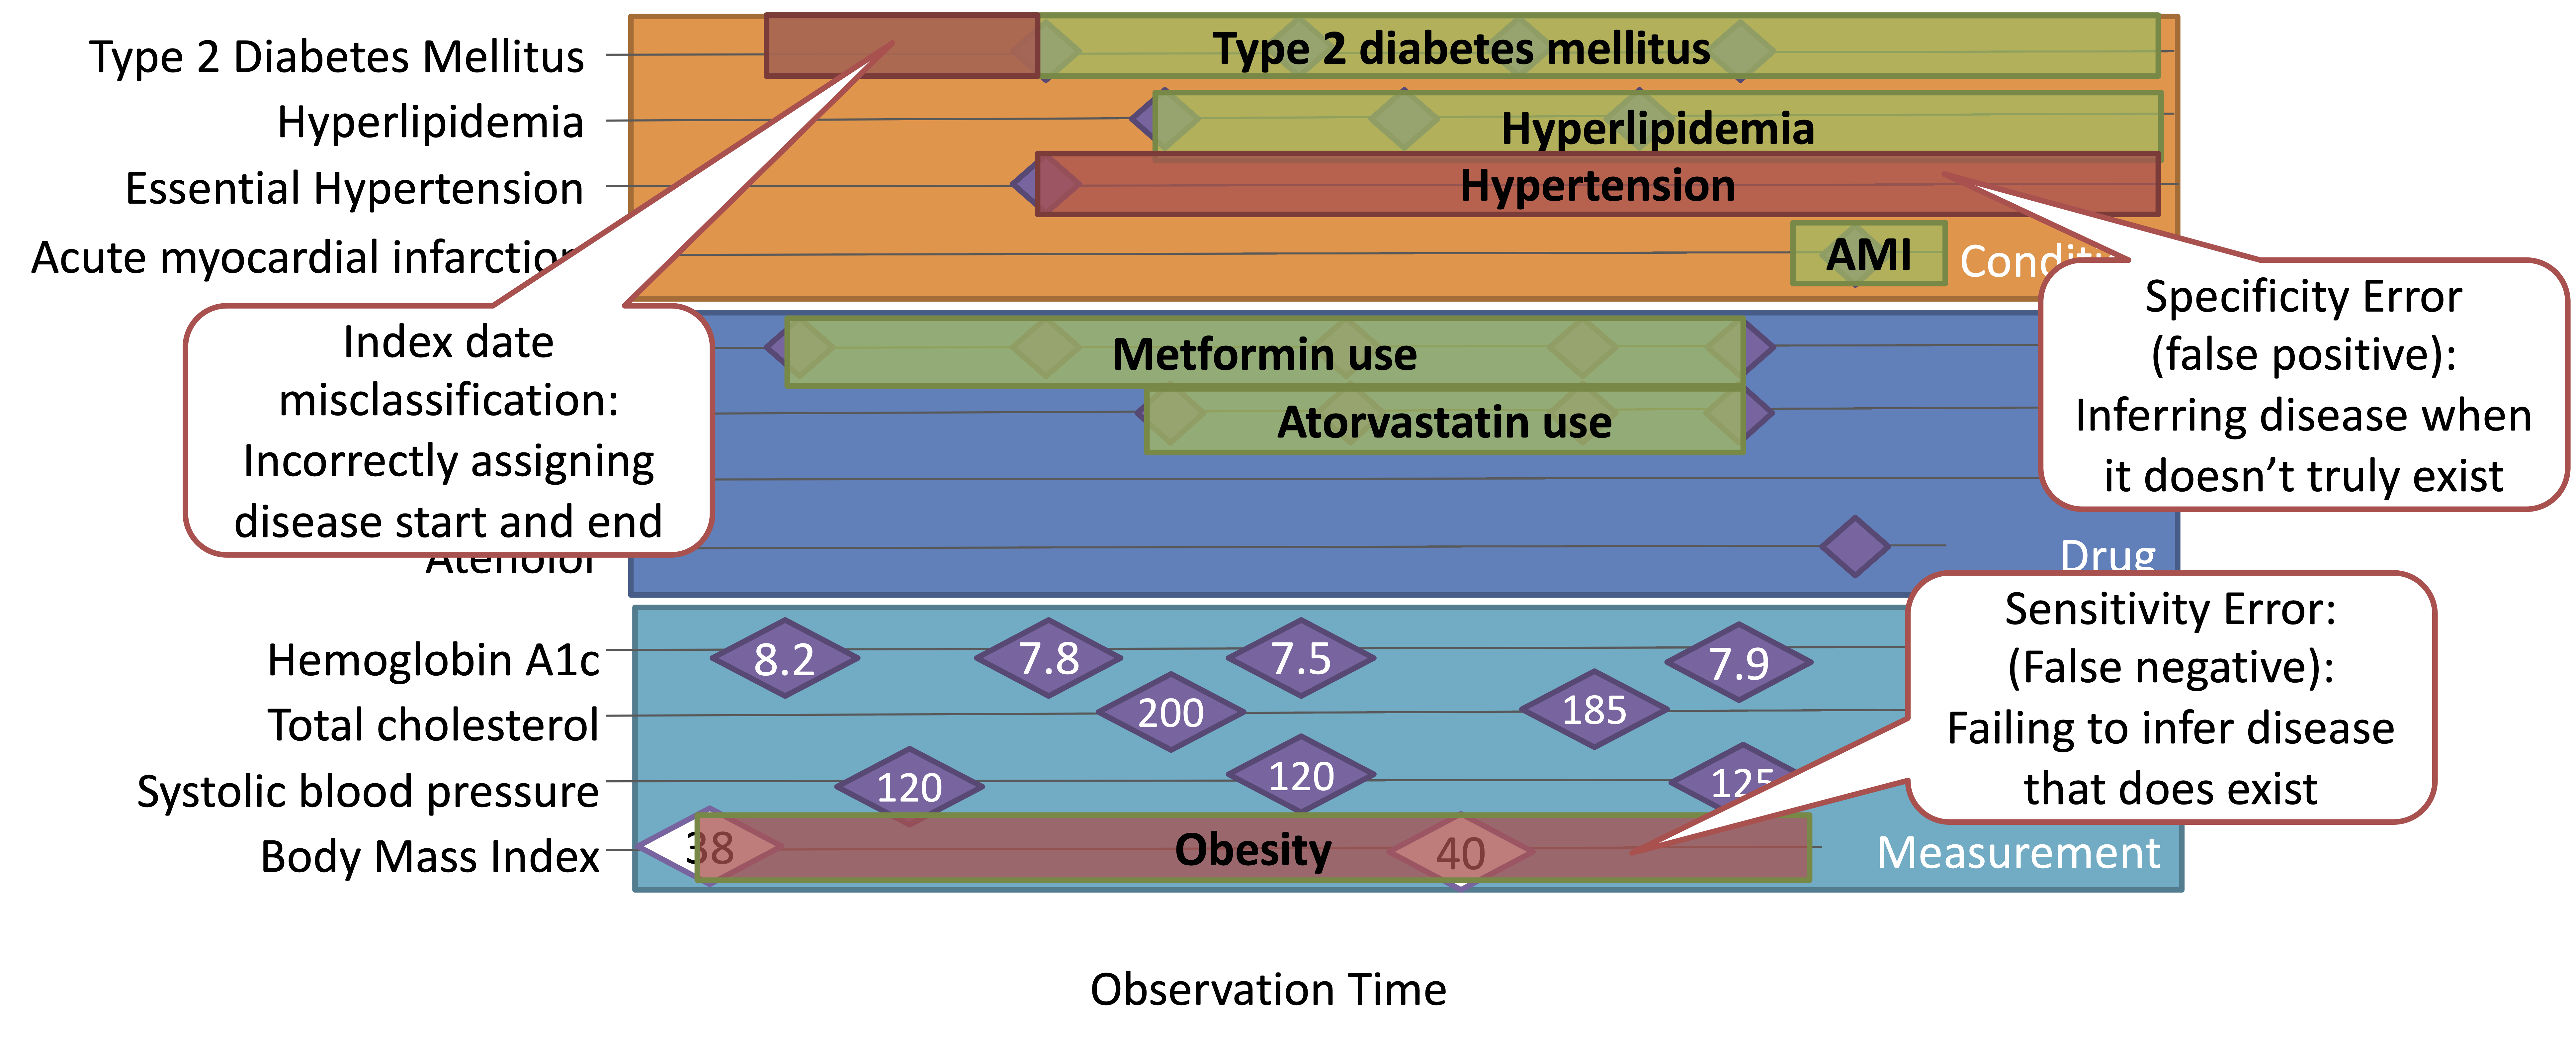 Type 2 Diabetes Mellitus
Type 2 diabetes mellitus
Hyperlipidemia
Hyperlipidemia
Essential Hypertension
Hypertension
Acute myocardial infarction
AMI
Condition
Index date
misclassification:
Incorrectly assigning
disease start and end
Specificity Error
(false positive):
Inferring disease when
it doesn’t truly exist
Metformin use
Atorvastatin use
Atenolol
Drug
Sensitivity Error:
(False negative):
Failing to infer disease
that does exist
Hemoglobin A1c
8.2
7.8
7.5
7.9
Total cholesterol
200
185
Systolic blood pressure
120
120
125
Body Mass Index
38
Obesity
40
Measurement
Observation Time